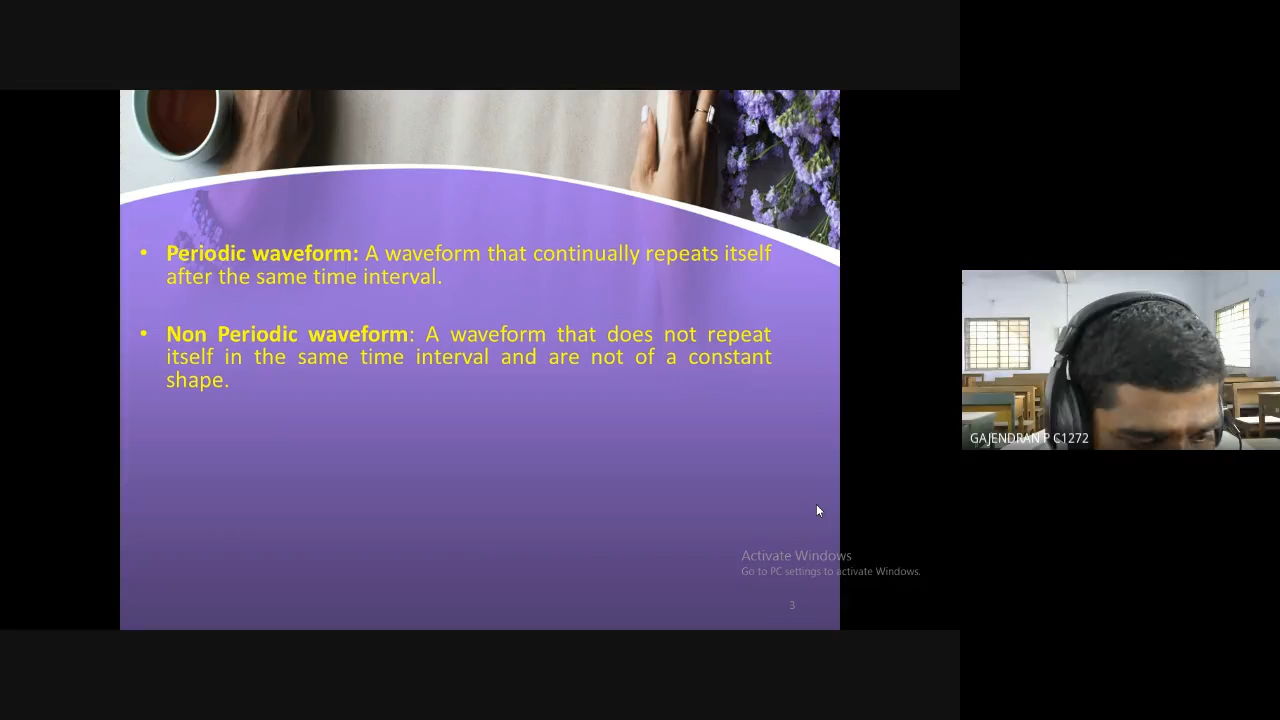 • Periodic waveform: A waveform that continually repeats itself
after the same time interval.
• Non Periodic waveform: A waveform that does not repeat
itself in the same time interval and are not of a constant
shape.
Activate Windows
Go to PC settings to activate Windows.
3
GAJENDRAN P C1272